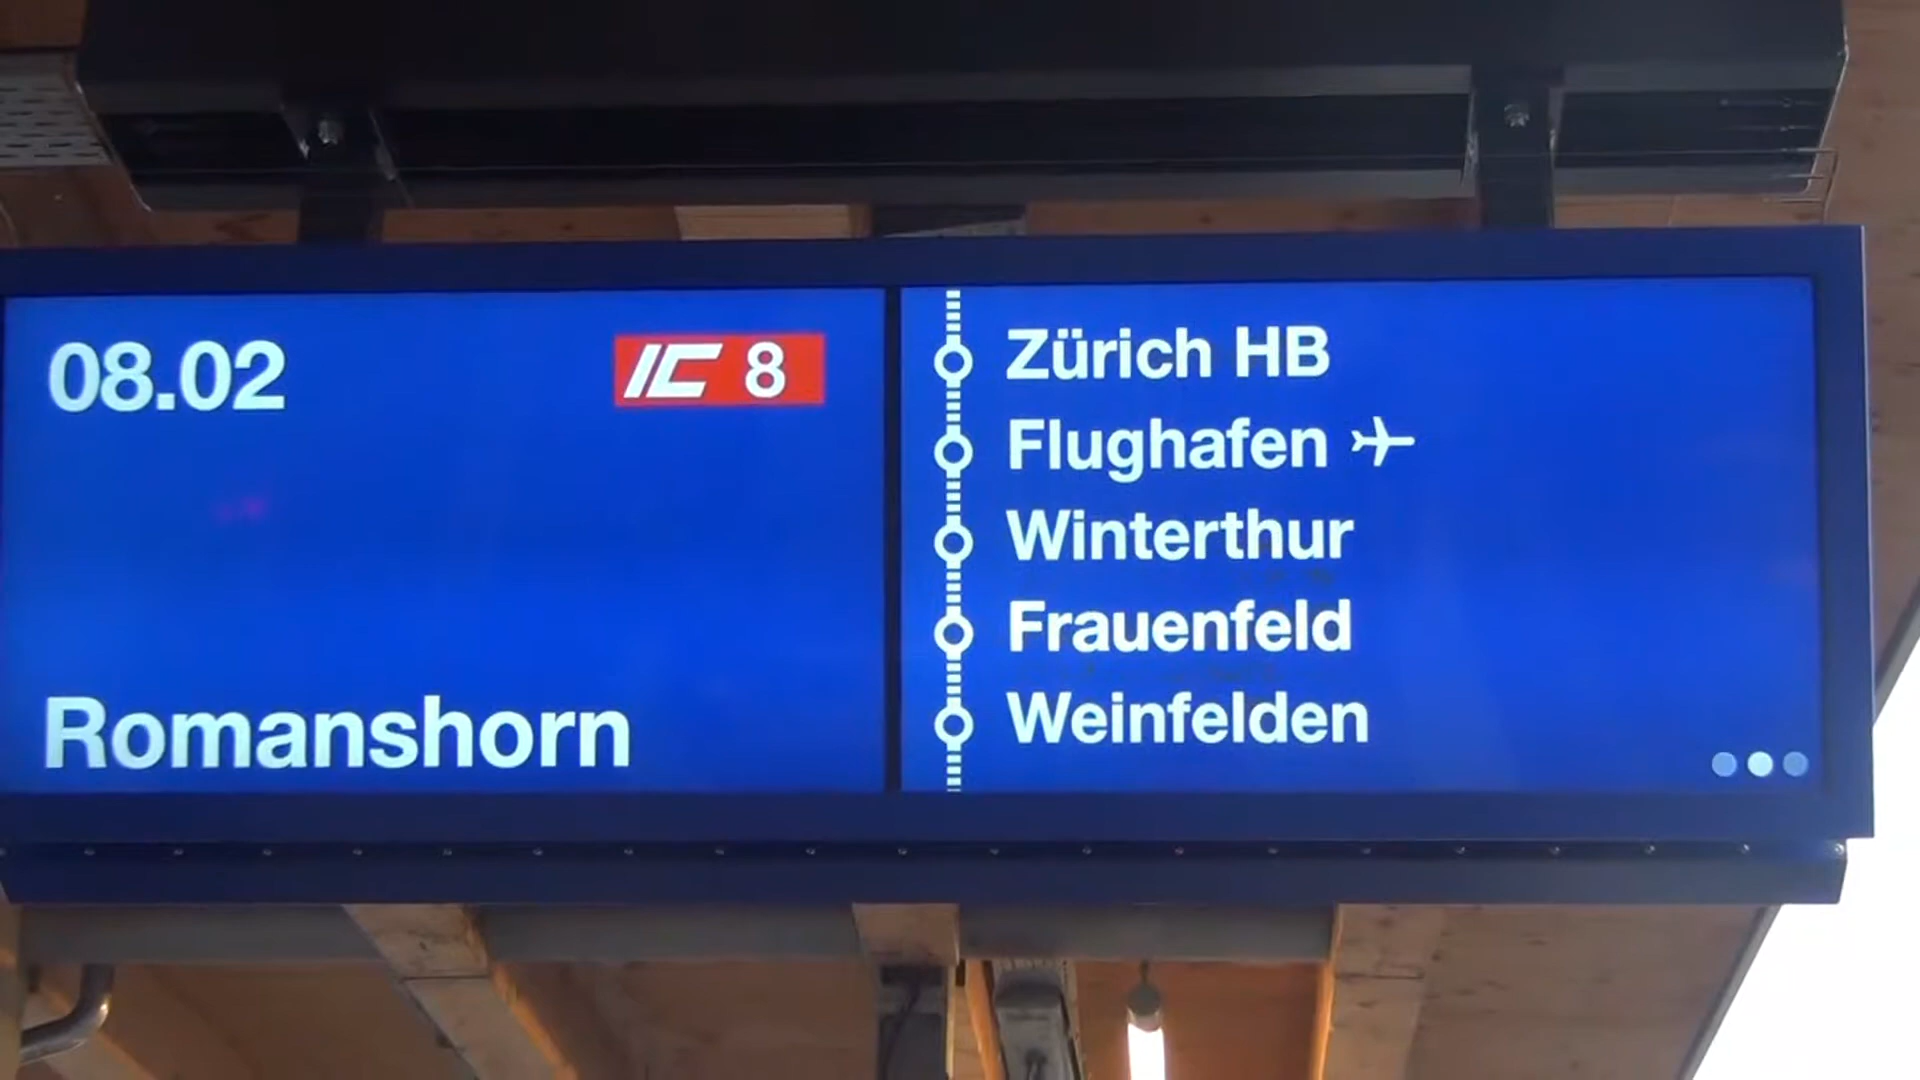 08.02
IC 8
Romanshorn
Zürich HB
Flughafen
Winterthur
Frauenfeld
Weinfelden